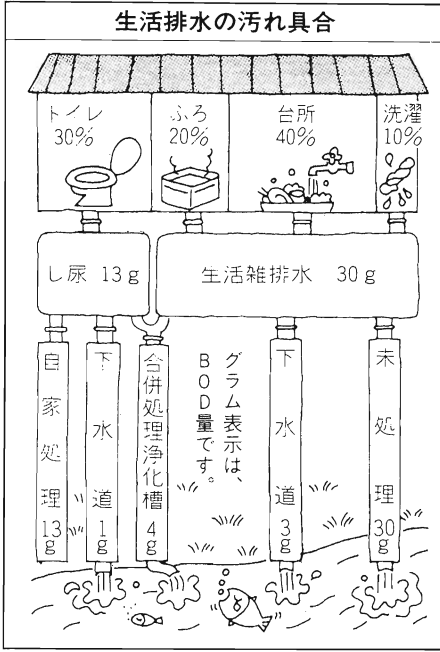 生活排水の汚れ具合
トイレ
30%
ふろ
20%
台所
40%
洗濯
10%
し尿 13g
生活雑排水 30g
自家処理13g
下水道1g
合併処理浄化槽4g
グラム表示は、
BOD量です。
下水道3g
未処理30g